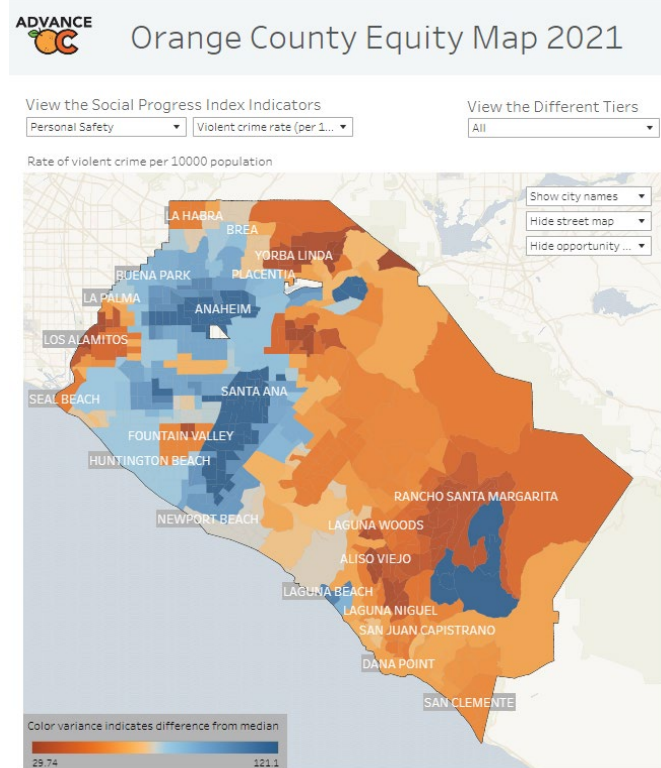 ADVANCE
OC
Orange County Equity Map 2021
View the Social Progress Index Indicators
View the Different Tiers
Personal Safety
Violent crime rate (per 1...
All
Rate of violent crime per 10000 population
Show city names
Hide street map
Hide opportunity ...
LA HABRA
BREA
YORBA LINDA
BUENA PARK
PLACENTIA
LA PALMA
ANAHEIM
LOS ALAMITOS
SANTA ANA
SEAL BEACH
FOUNTAIN VALLEY
HUNTINGTON BEACH
RANCHO SANTA MARGARITA
NEWPORT BEACH
LAGUNA WOODS
ALISO VIEJO
LAGUNA BEACH
LAGUNA NIGUEL
SAN JUAN CAPISTRANO
DANA POINT
SAN CLEMENTE
Color variance indicates difference from median
29.74
121.1